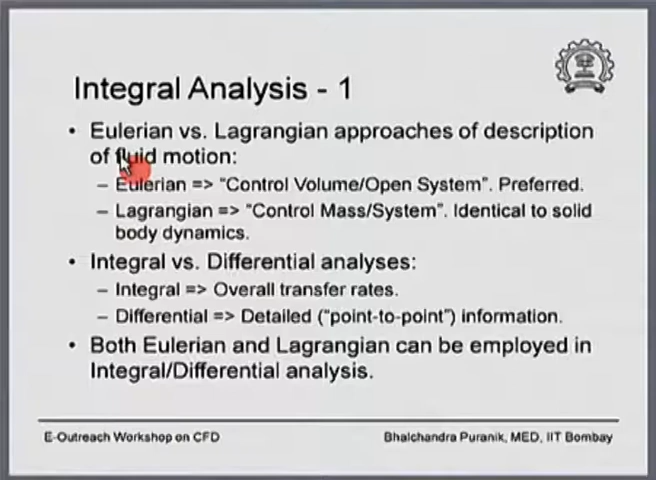 Integral Analysis - 1
• Eulerian vs. Lagrangian approaches of description
of fluid motion:
– Eulerian => “Control Volume/Open System”. Preferred.
– Lagrangian => “Control Mass/System”. Identical to solid
body dynamics.
• Integral vs. Differential analyses:
– Integral => Overall transfer rates.
– Differential => Detailed (“point-to-point”) information.
• Both Eulerian and Lagrangian can be employed in
Integral/Differential analysis.
E-Outreach Workshop on CFD
Bhalchandra Puranik, MED, IIT Bombay